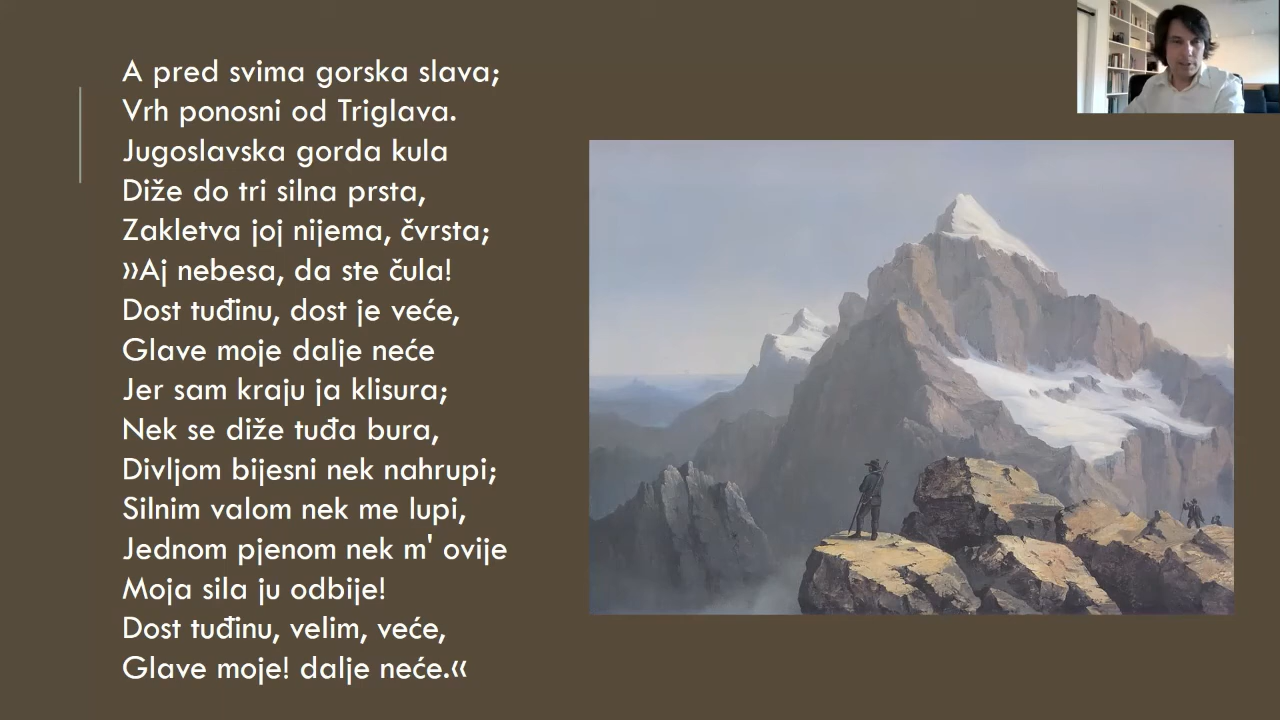 A pred svima gorska slava;
Vrh ponosni od Triglava.
Jugoslavska gorda kula
Diže do tri silna prsta,
Zakletva joj nijema, čvrsta;
»Aj nebesa, da ste čula!
Dost tuđinu, dost je veće,
Glave moje dalje neće
Jer sam kraju ja klisura;
Nek se diže tuđa bura,
Divljom bijesni nek nahrupi;
Silnim valom nek me lupi,
Jednom pjenom nek m' ovije
Moja sila ju odbije!
Dost tuđinu, velim, veće,
Glave moje! dalje neće.«